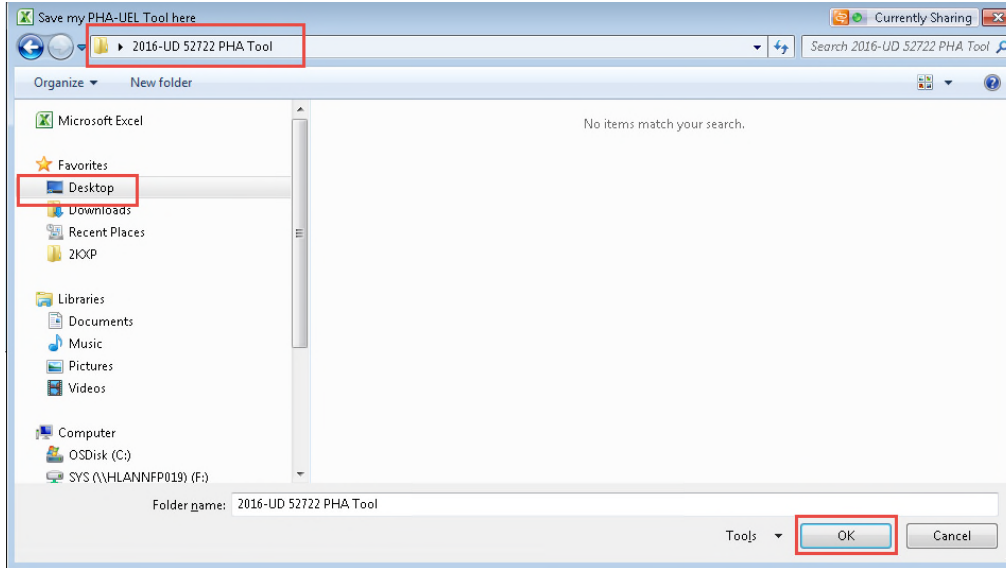 Save my PHA-UEL Tool here
Currently Sharing
2016-UD 52722 PHA Tool
Search 2016-UD 52722 PHA Tool
Organize
New folder
Microsoft Excel
No items match your search.
Favorites
Desktop
Downloads
Recent Places
2KXP
Libraries
Documents
Music
Pictures
Videos
Computer
OSDisk (C:)
SYS (\\HLANNFP019) (F:)
Folder name: 2016-UD 52722 PHA Tool
Tools OK Cancel